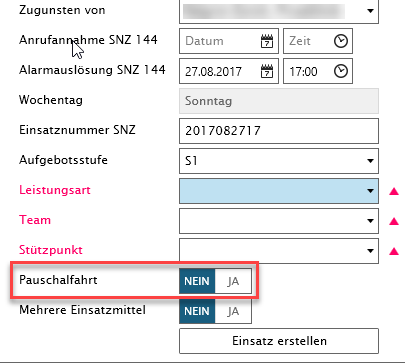 Zugunsten von
Anrufannahme SNZ 144 Datum Zeit
Alarmauslösung SNZ 144 27.08.2017 17:00
Wochentag Sonntag
Einsatznummer SNZ 2017082717
Aufgebotsstufe S1
Leistungsart
Team
Stützpunkt
Pauschalfahrt NEIN JA
Mehrere Einsatzmittel NEIN JA
Einsatz erstellen